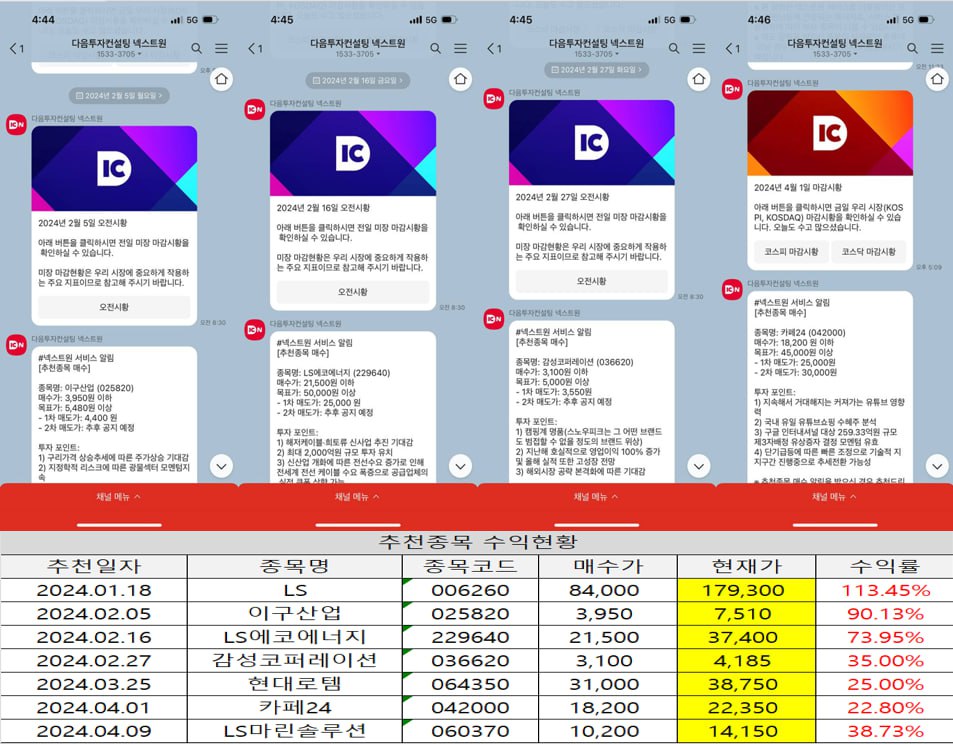 4:44
5G
1
다음투자컨설팅 넥스트원
1533-3705
2024년 2월 5일 월요일
다음투자컨설팅 넥스트원
IC
2024년 2월 5일 오전시황
아래 버튼을 클릭하시면 전일 미장 마감시황을
확인하실 수 있습니다.
미장 마감현황은 우리 시장에 중요하게 작용하
는 주요 지표이므로 참고해 주시기 바랍니다.
오전시황
오전 8:30
다음투자컨설팅 넥스트원
#넥스트원 서비스 알림
[추천종목 매수]
종목명: 이구산업 (025820)
매수가: 3,950원 이하
목표가: 5,480원 이상
- 1차 매도가: 4,400 원
- 2차 매도가: 추후 공지 예정
투자 포인트:
1) 구리가격 상승추세에 따른 주가상승 기대감
2) 지정학적 리스크에 따른 광물섹터 모멘텀지
속
채널 메뉴
4:45
5G
1
다음투자컨설팅 넥스트원
1533-3705
2024년 2월 16일 금요일
다음투자컨설팅 넥스트원
IC
2024년 2월 16일 오전시황
아래 버튼을 클릭하시면 전일 미장 마감시황을
확인하실 수 있습니다.
미장 마감현황은 우리 시장에 중요하게 작용하
는 주요 지표이므로 참고해 주시기 바랍니다.
오전시황
오전 8:30
다음투자컨설팅 넥스트원
#넥스트원 서비스 알림
[추천종목 매수]
종목명: LS에코에너지 (229640)
매수가: 21,500원 이하
목표가: 50,000원 이상
- 1차 매도가: 25,000 원
- 2차 매도가: 추후 공지 예정
투자 포인트:
1) 해저케이블·희토류 신사업 추진 기대감
2) 최대 2,000억원 규모 투자 유치
3) 신산업 개화에 따른 전선수요 증가로 인해
전세계 전선 케이블 수요 폭증으로 공급업체의
채널 메뉴
4:45
5G
1
다음투자컨설팅 넥스트원
1533-3705
2024년 2월 27일 화요일
다음투자컨설팅 넥스트원
IC
2024년 2월 27일 오전시황
아래 버튼을 클릭하시면 전일 미장 마감시황을
확인하실 수 있습니다.
미장 마감현황은 우리 시장에 중요하게 작용하
는 주요 지표이므로 참고해 주시기 바랍니다.
오전시황
오전 8:30
다음투자컨설팅 넥스트원
#넥스트원 서비스 알림
[추천종목 매수]
종목명: 감성코퍼레이션 (036620)
매수가: 3,100원 이하
목표가: 5,000원 이상
- 1차 매도가: 3,550원
- 2차 매도가: 추후 공지 예정
투자 포인트:
1) 캠핑계 명품(스노우피크는 그 어떤 브랜드
도 범접할 수 없을 정도의 브랜드 위상)
2) 지난해 호실적으로 영업이익 100% 증가
및 올해 실적 또한 고성장 전망
3) 해외시장 공략 본격화에 따른 기대감
채널 메뉴
4:46
5G
1
다음투자컨설팅 넥스트원
1533-3705
다음투자컨설팅 넥스트원
IC
2024년 4월 1일 마감시황
아래 버튼을 클릭하시면 금일 우리 시장(KOS
PI, KOSDAQ) 마감시황을 확인하실 수 있습
니다. 오늘도 수고 많으셨습니다.
코스피 마감시황
코스닥 마감시황
오후 5:09
다음투자컨설팅 넥스트원
#넥스트원 서비스 알림
[추천종목 매수]
종목명: 카페24 (042000)
매수가: 18,200 원 이하
목표가: 45,000원 이상
- 1차 매도가: 25,000원
- 2차 매도가: 30,000원
투자 포인트:
1) 지속해서 거대해지는 커져가는 유튜브 영향
력
2) 국내 유일 유튜브쇼핑 수혜주 분석
3) 구글 인터내셔널 대상 259.33억원 규모
제3자배정 유상증자 결정 모멘텀 유효
4) 단기급등에 따른 빠른 조정으로 기술적 지
지구간 진행중으로 추세전환 가능성
채널 메뉴
추천종목 수익현황
추천일자 종목명 종목코드 매수가 현재가 수익률
2024.01.18 LS 006260 84,000 179,300 113.45%
2024.02.05 이구산업 025820 3,950 7,510 90.13%
2024.02.16 LS에코에너지 229640 21,500 37,400 73.95%
2024.02.27 감성코퍼레이션 036620 3,100 4,185 35.00%
2024.03.25 현대로템 064350 31,000 38,750 25.00%
2024.04.01 카페24 042000 18,200 22,350 22.80%
2024.04.09 LS마린솔루션 060370 10,200 14,150 38.73%